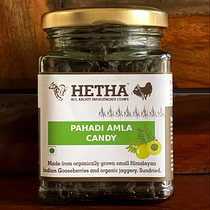 HETHA
ALL ABOUT INDIGENOUS COWS
PAHADI AMLA
CANDY
Made from organically grown small Himalayan
Indian Gooseberries and organic jaggery. Sundried.